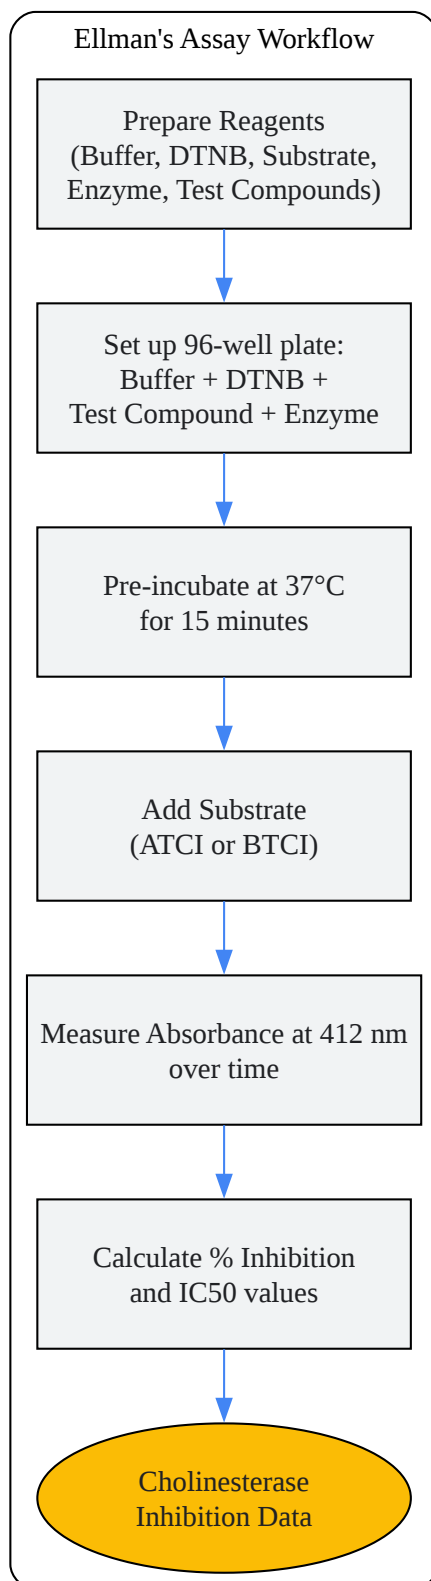 Ellman's Assay Workflow
Prepare Reagents
(Buffer, DTNB, Substrate,
Enzyme, Test Compounds)
Set up 96-well plate:
Buffer + DTNB +
Test Compound + Enzyme
Pre-incubate at 37°C
for 15 minutes
Add Substrate
(ATCI or BTCI)
Measure Absorbance at 412 nm
over time
Calculate % Inhibition
and IC50 values
Cholinesterase
Inhibition Data